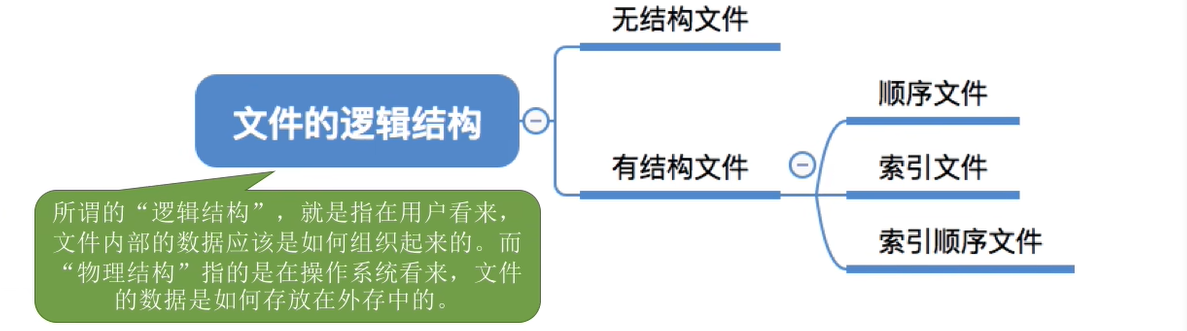 无结构文件
文件的逻辑结构
有结构文件
顺序文件
索引文件
索引顺序文件
所谓的“逻辑结构”，就是指在用户看来，
文件内部的数据应该是如何组织起来的。而
“物理结构”指的是在操作系统看来，文件
的数据是如何存放在外存中的。